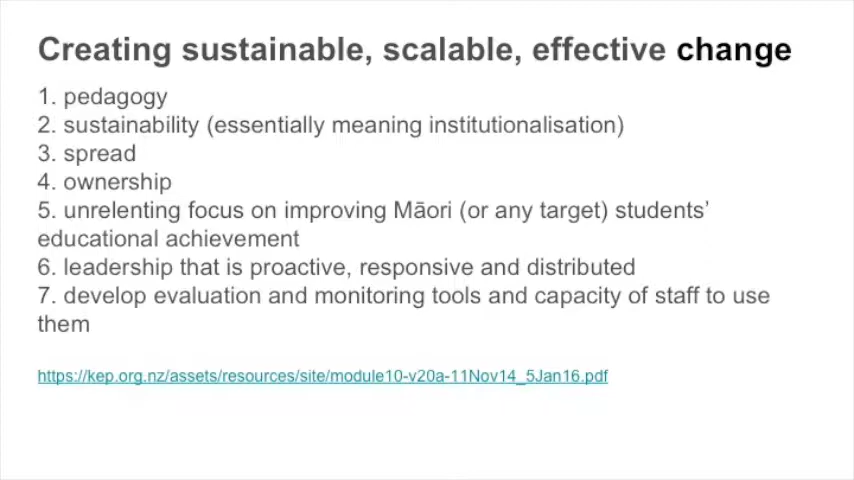 Creating sustainable, scalable, effective change
1. pedagogy
2. sustainability (essentially meaning institutionalisation)
3. spread
4. ownership
5. unrelenting focus on improving Māori (or any target) students’
educational achievement
6. leadership that is proactive, responsive and distributed
7. develop evaluation and monitoring tools and capacity of staff to use
them
https://kep.org.nz/assets/resources/site/module10-v20a-11Nov14_5Jan16.pdf